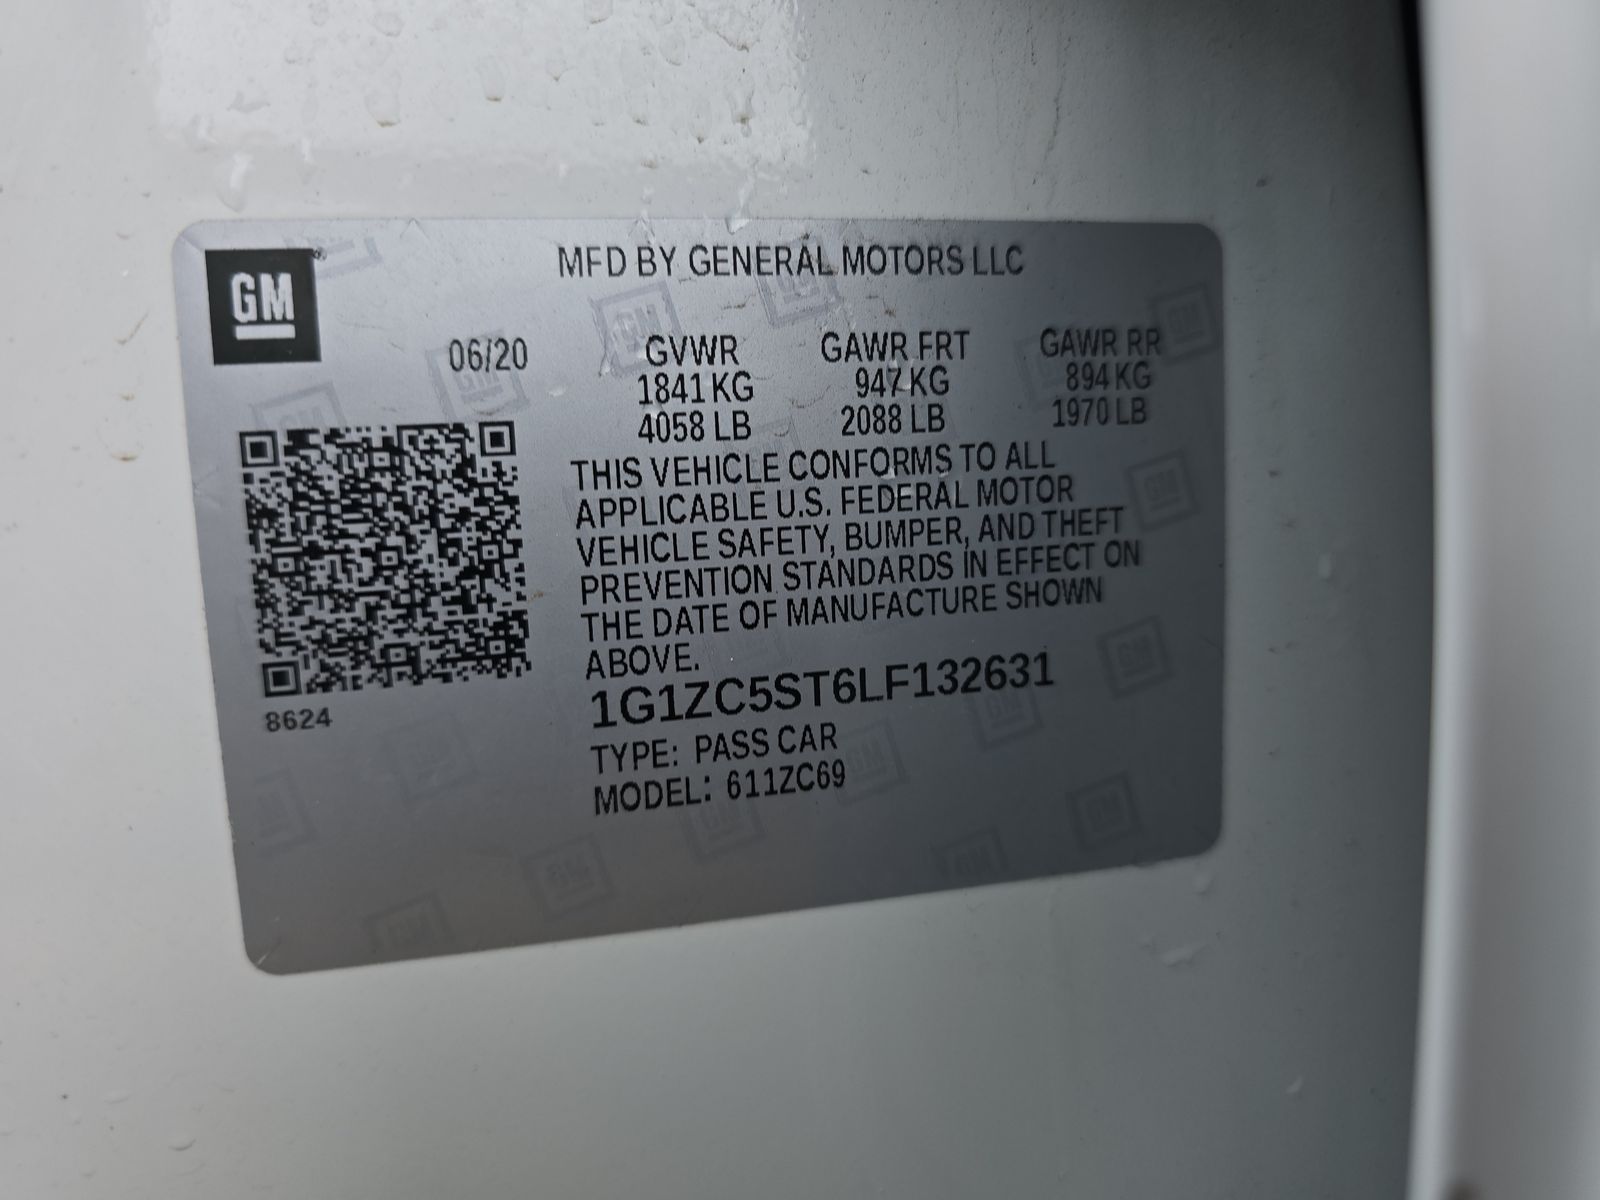 GM
MFD BY GENERAL MOTORS LLC
06/20
GVWR GAWR FRT GAWR RR
1841 KG 947 KG 894 KG
4058 LB 2088 LB 1970 LB
THIS VEHICLE CONFORMS TO ALL
APPLICABLE U.S. FEDERAL MOTOR
VEHICLE SAFETY, BUMPER, AND THEFT
PREVENTION STANDARDS IN EFFECT ON
THE DATE OF MANUFACTURE SHOWN
ABOVE.
1G1ZC5ST6LF132631
8624
TYPE: PASS CAR
MODEL: 611ZC69